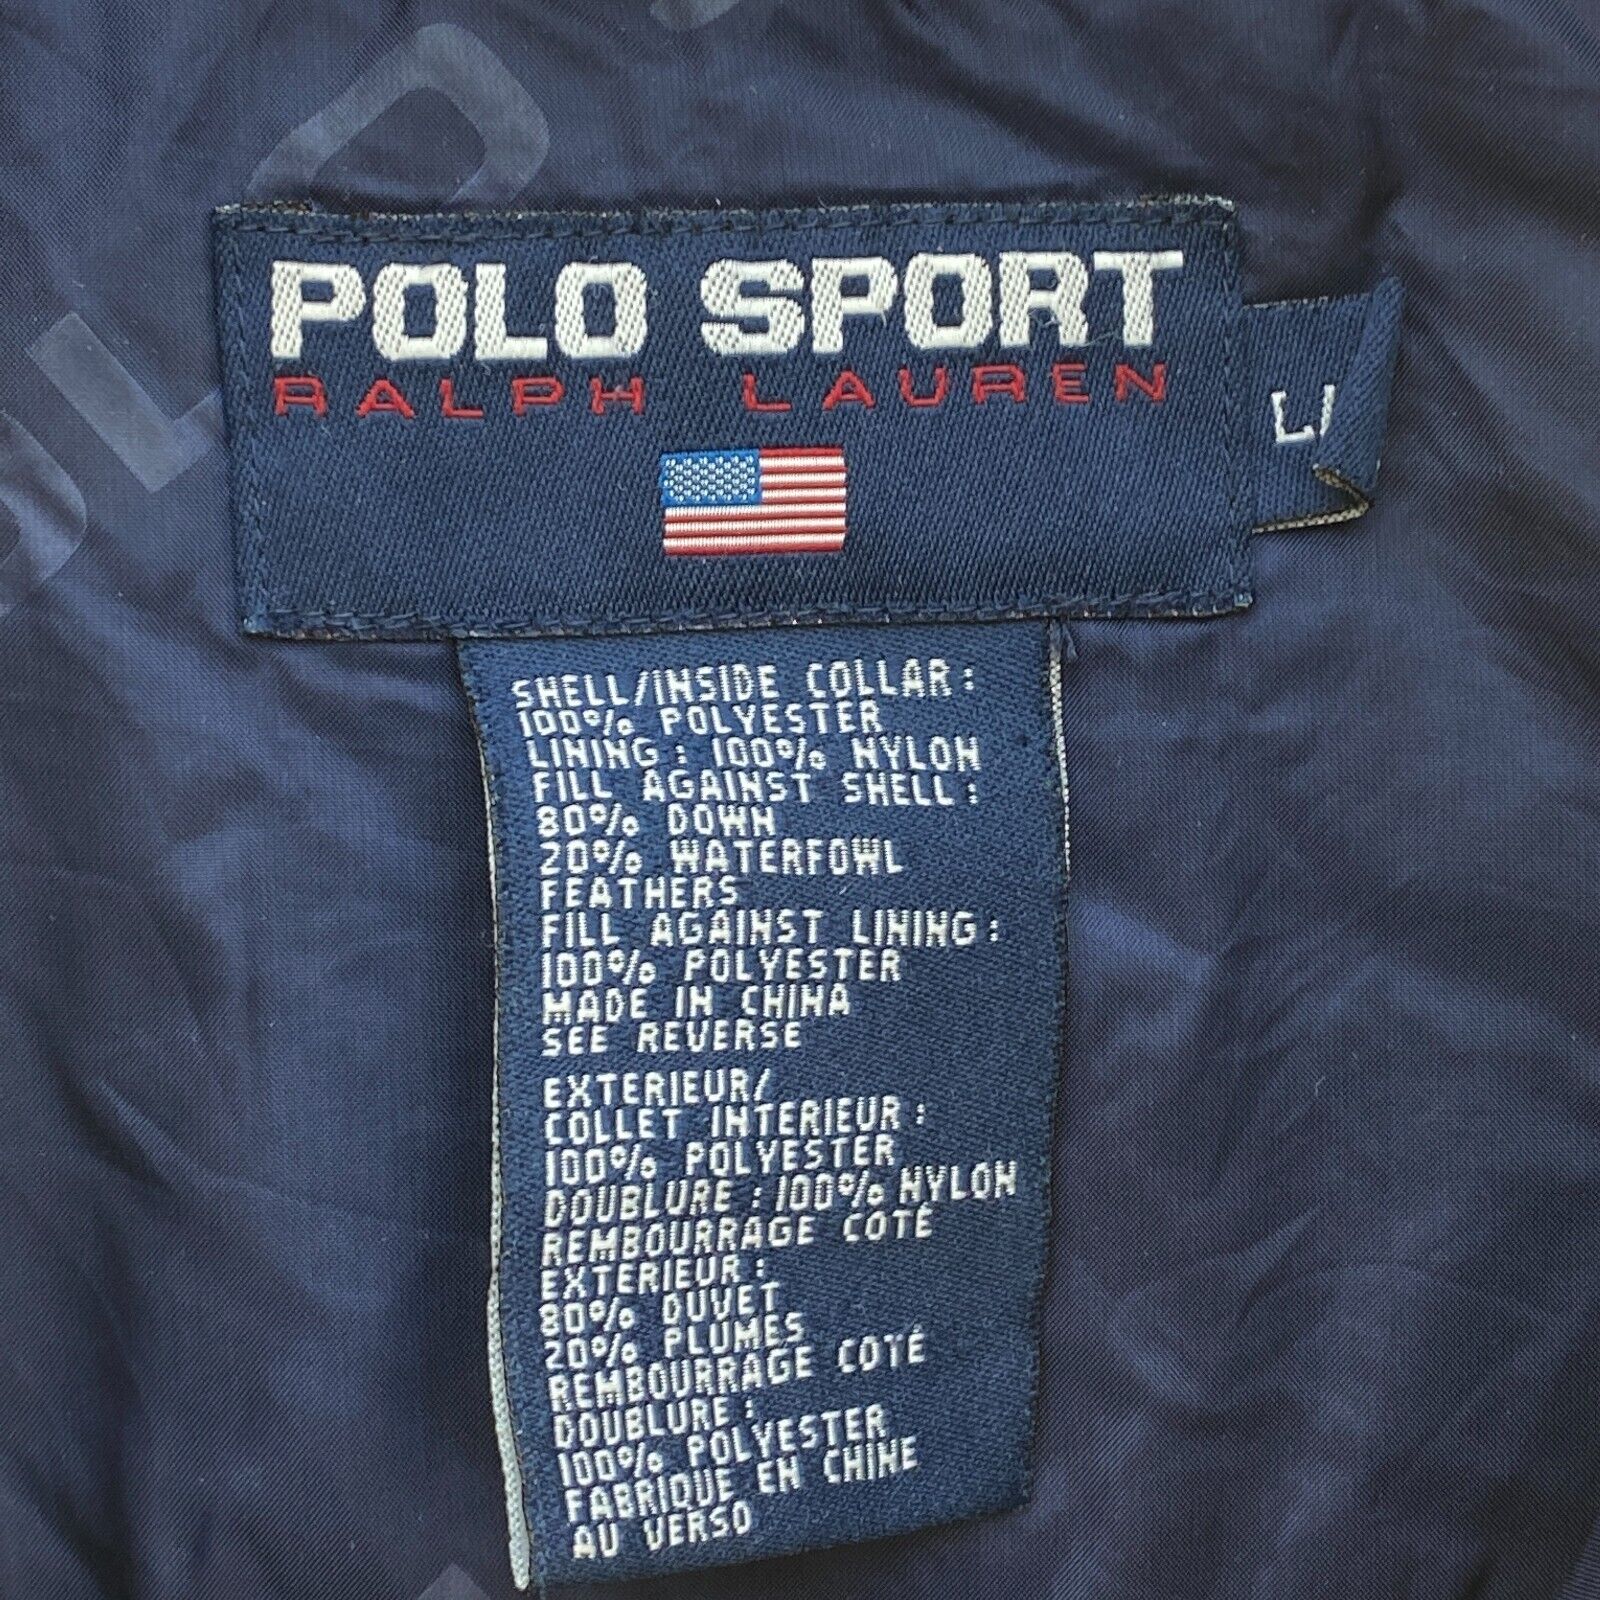 POLO SPORT
RALPH LAUREN
SHELL/INSIDE COLLAR:
100% POLYESTER
LINING: 100% NYLON
FILL AGAINST SHELL:
80% DOWN
20% WATERFOWL
FEATHERS
FILL AGAINST LINING:
100% POLYESTER
MADE IN CHINA
SEE REVERSE
EXTERIEUR/
COLLET INTERIEUR:
100% POLYESTER
DOUBLURE: 100% NYLON
REMBOURRAGE COTÉ
EXTERIEUR:
80% DUVET
20% PLUMES
REMBOURRAGE COTÉ
DOUBLURE:
100% POLYESTER
FABRIQUE EN CHINE
AU VERSO